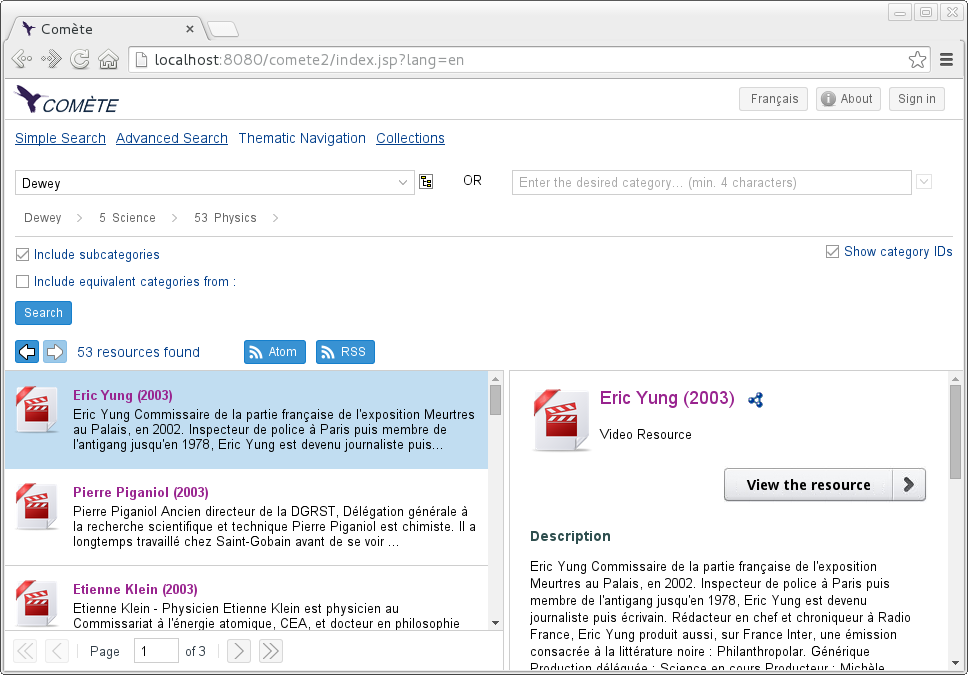 Comète
localhost:8080/comete2/index.jsp?lang=en
COMÈTE
Français About Sign in
Simple Search Advanced Search Thematic Navigation Collections
Dewey OR Enter the desired category... (min. 4 characters)
Dewey 5 Science 53 Physics
Include subcategories Show category IDs
Include equivalent categories from :
Search
53 resources found Atom RSS
Eric Yung (2003)
Eric Yung Commissaire de la partie française de l'exposition Meurtres
au Palais, en 2002. Inspecteur de police à Paris puis membre de
l'antigang jusqu'en 1978, Eric Yung est devenu journaliste puis...
Pierre Piganiol (2003)
Pierre Piganiol Ancien directeur de la DGRST, Délégation générale à
la recherche scientifique et technique Pierre Piganiol est chimiste. Il a
longtemps travaillé chez Saint-Gobain avant de se voir ...
Etienne Klein (2003)
Etienne Klein - Physicien Etienne Klein est physicien au
Commissariat à l'énergie atomique, CEA, et docteur en philosophie
Page 1 of 3
Eric Yung (2003)
Video Resource
View the resource
Description
Eric Yung Commissaire de la partie française de l'exposition
Meurtres au Palais, en 2002. Inspecteur de police à Paris puis
membre de l'antigang jusqu'en 1978, Eric Yung est devenu
journaliste puis écrivain. Rédacteur en chef et chroniqueur à Radio
France, Eric Yung produit aussi, sur France Inter, une émission
consacrée à la littérature noire : Philanthropolar. Générique
Production déléguée : Science en cours Producteur : Michèle